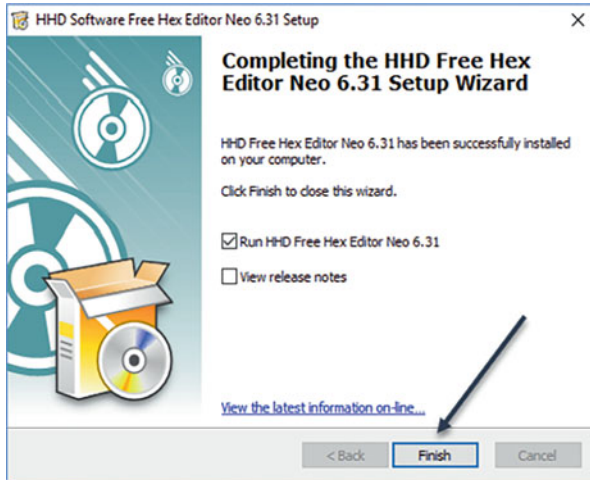 HHD Software Free Hex Editor Neo 6.31 Setup
Completing the HHD Free Hex
Editor Neo 6.31 Setup Wizard
HHD Free Hex Editor Neo 6.31 has been successfully installed
on your computer.
Click Finish to close this wizard.
Run HHD Free Hex Editor Neo 6.31
View release notes
View the latest information on-line...
< Back Finish Cancel